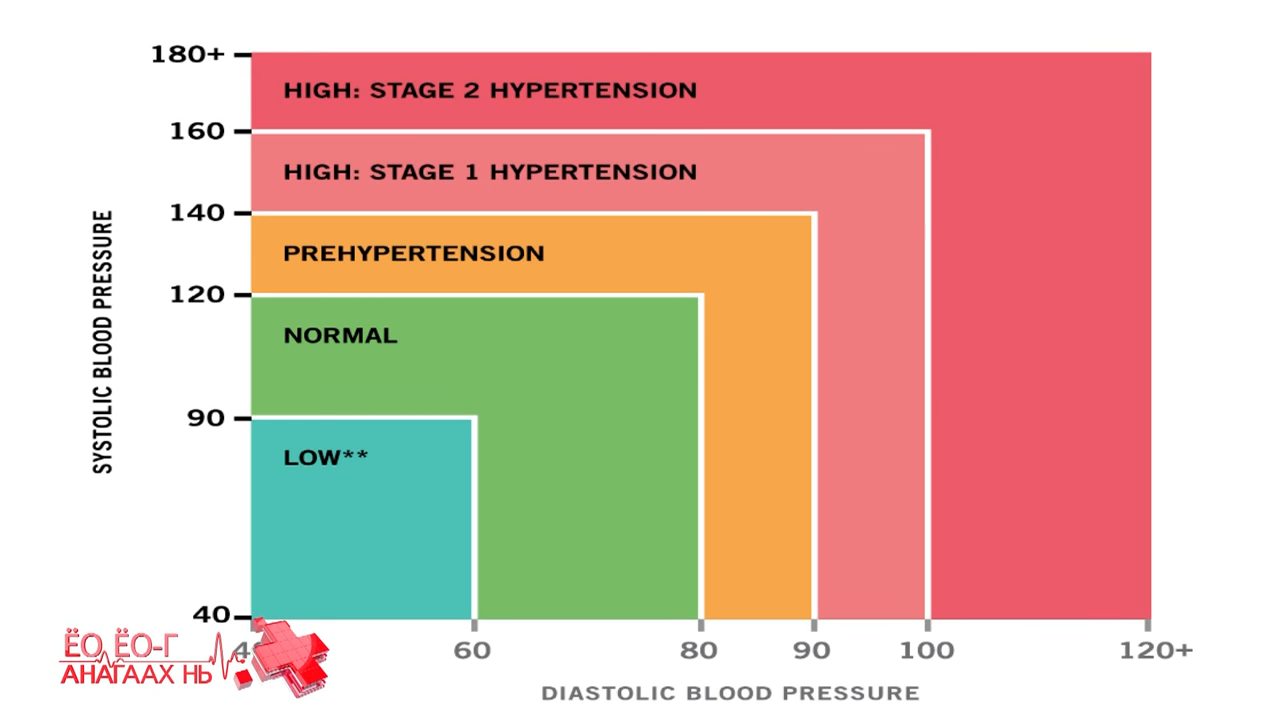 180+
HIGH: STAGE 2 HYPERTENSION
160
HIGH: STAGE 1 HYPERTENSION
140
PREHYPERTENSION
120
NORMAL
90
LOW**
40
SYSTOLIC BLOOD PRESSURE
60 80 90 100 120+
DIASTOLIC BLOOD PRESSURE
ЁО ЁО-Г
АНАГААХ НЬ